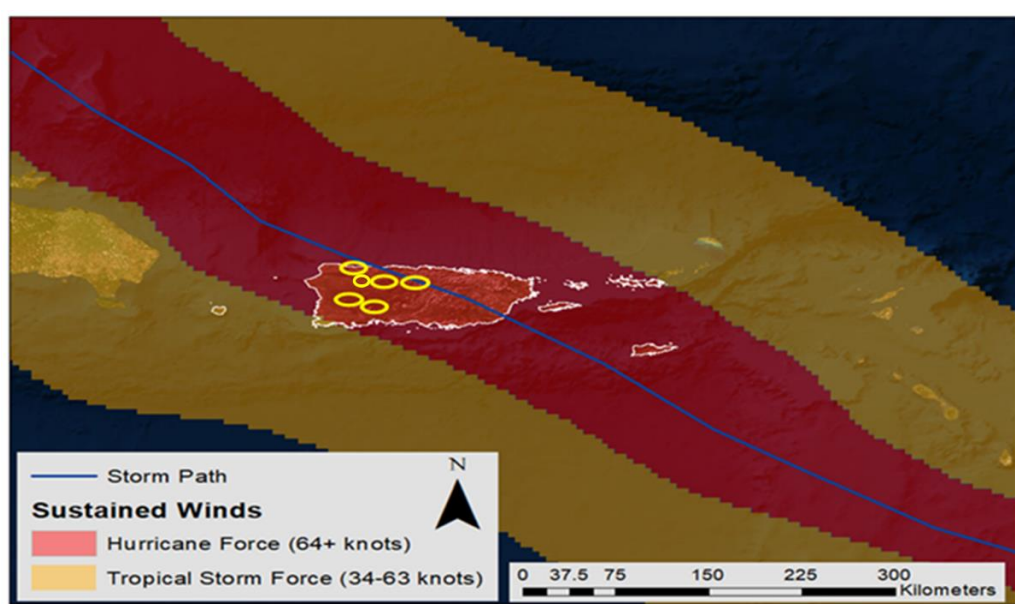 Storm Path
N
Sustained Winds
Hurricane Force (64+ knots)
Tropical Storm Force (34-63 knots)
0 37.5 75 150 225 300
Kilometers